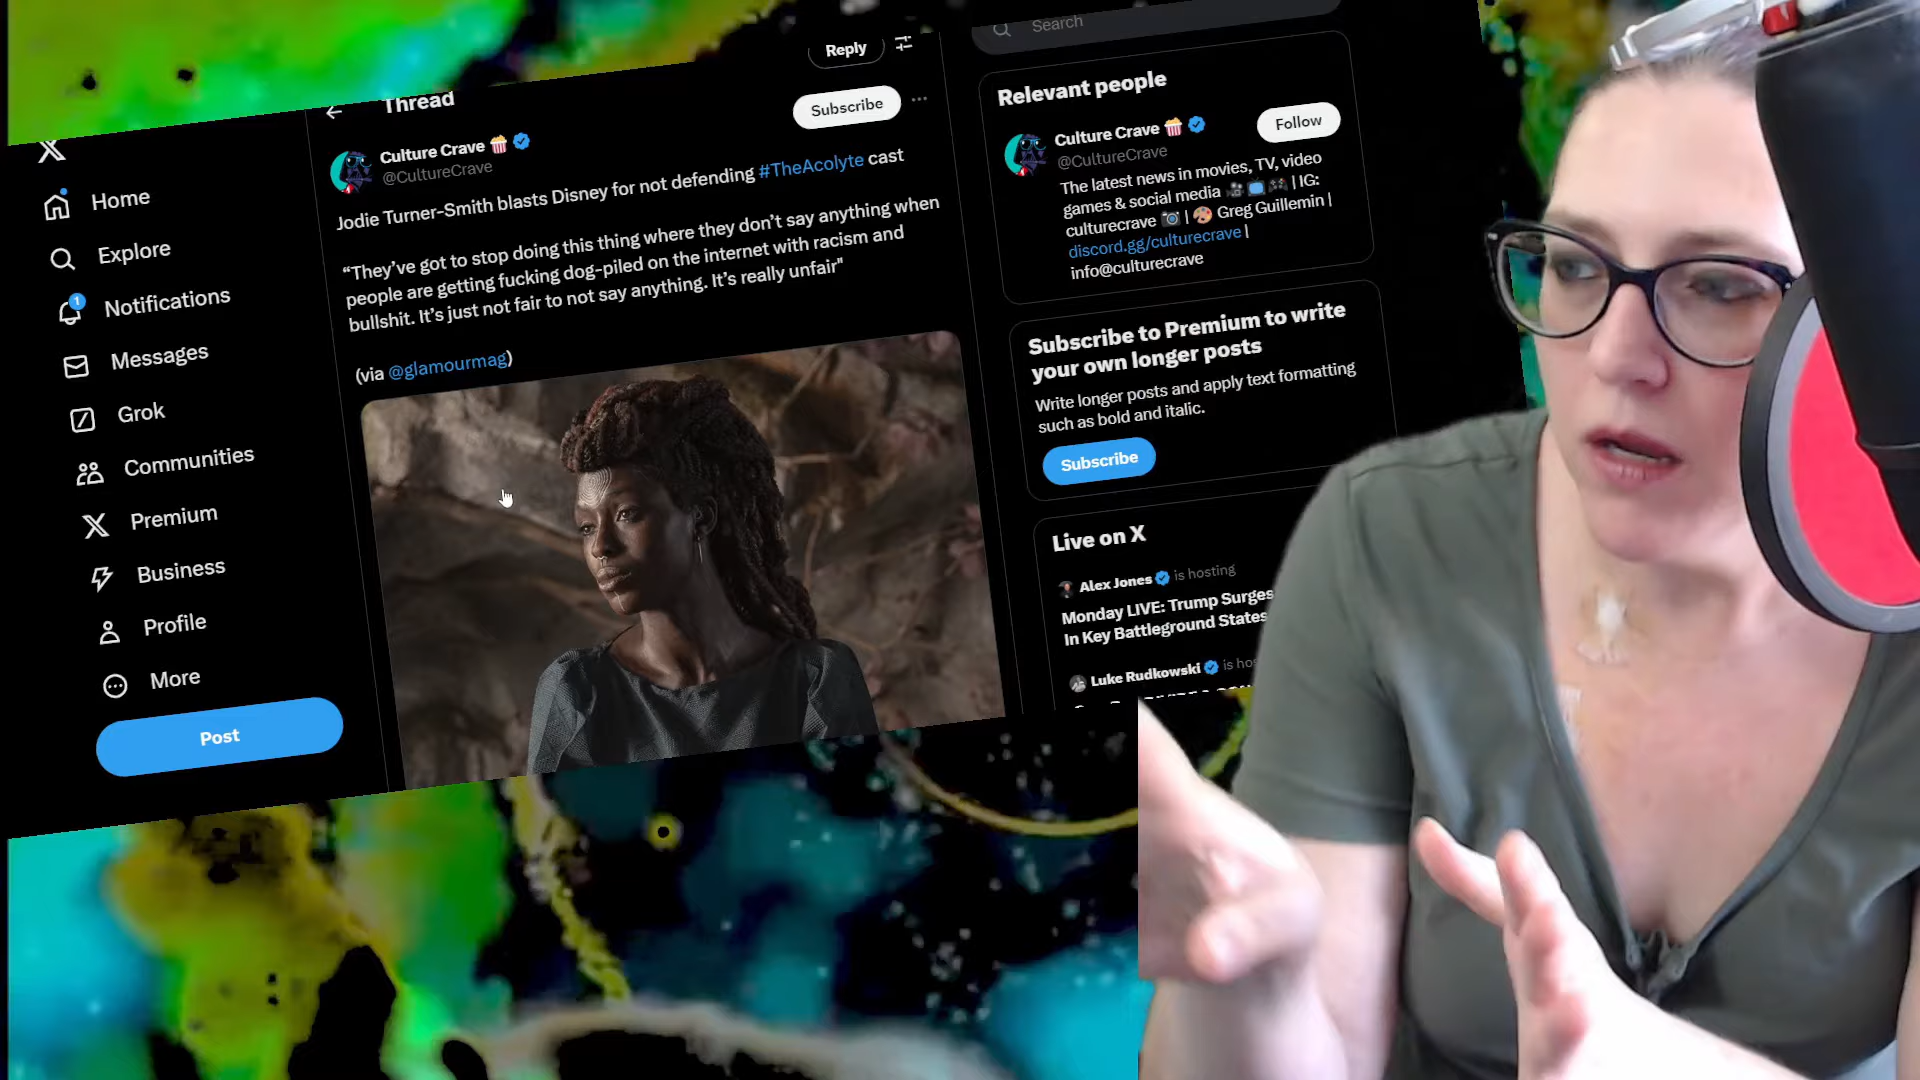 Reply
Thread
Subscribe
Culture Crave
@CultureCrave
Jodie Turner-Smith blasts Disney for not defending #TheAcolyte cast
“They’ve got to stop doing this thing where they don’t say anything when
people are getting fucking dog-piled on the internet with racism and
bullshit. It’s just not fair to not say anything. It’s really unfair"
(via @glamourmag)
Home
Explore
1
Notifications
Messages
Grok
Communities
Premium
Business
Profile
More
Post
Search
Relevant people
Culture Crave
@CultureCrave
Follow
The latest news in movies, TV, video
games & social media | IG:
culturecrave | Greg Guillemin |
discord.gg/culturecrave |
info@culturecrave
Subscribe to Premium to write
your own longer posts
Write longer posts and apply text formatting
such as bold and italic.
Subscribe
Live on X
Alex Jones is hosting
Monday LIVE: Trump Surges
In Key Battleground States
Luke Rudkowski is hos